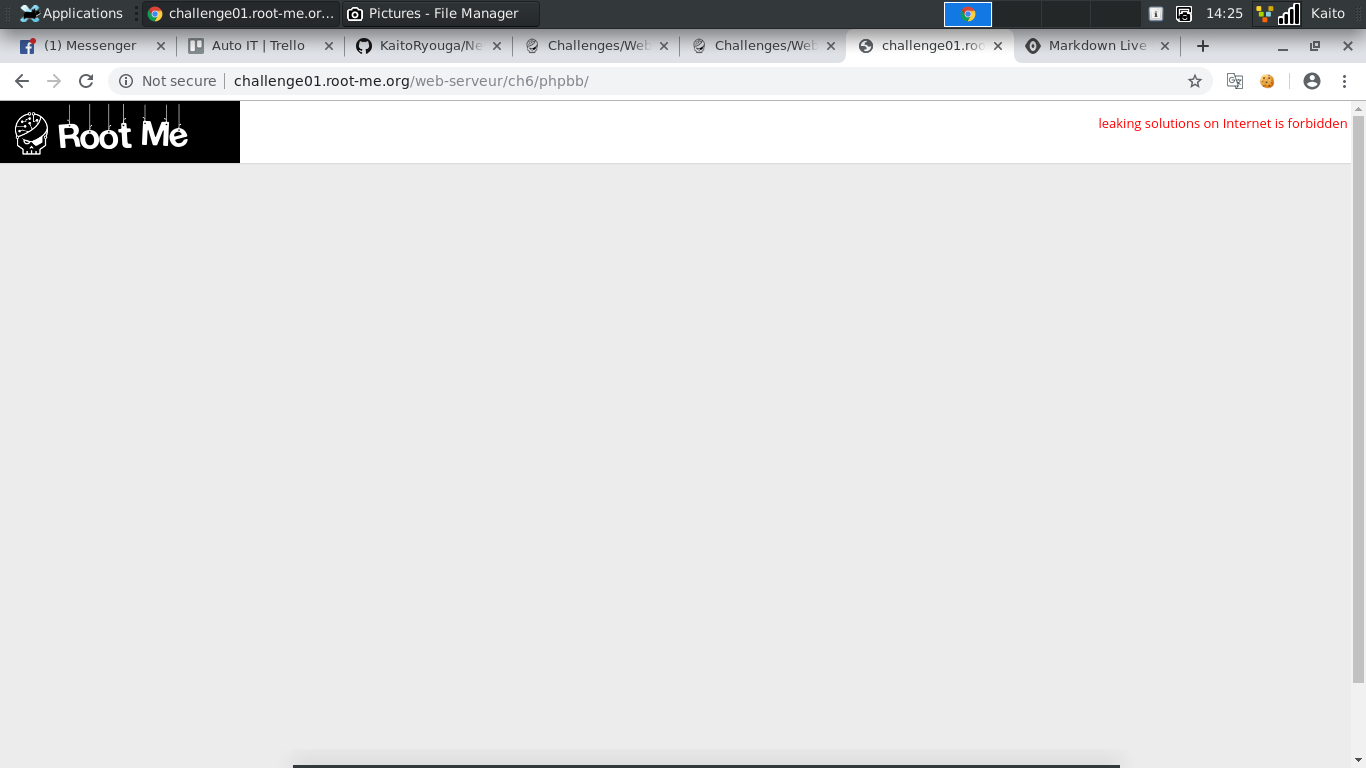 Applications
challenge01.root-me.or...
Pictures - File Manager
14:25
Kaito
(1) Messenger
Auto IT | Trello
KaitoRyouga/Ne
Challenges/Web
Challenges/Web
challenge01.roo
Markdown Live
Not secure
challenge01.root-me.org/web-serveur/ch6/phpbb/
Root Me
leaking solutions on Internet is forbidden